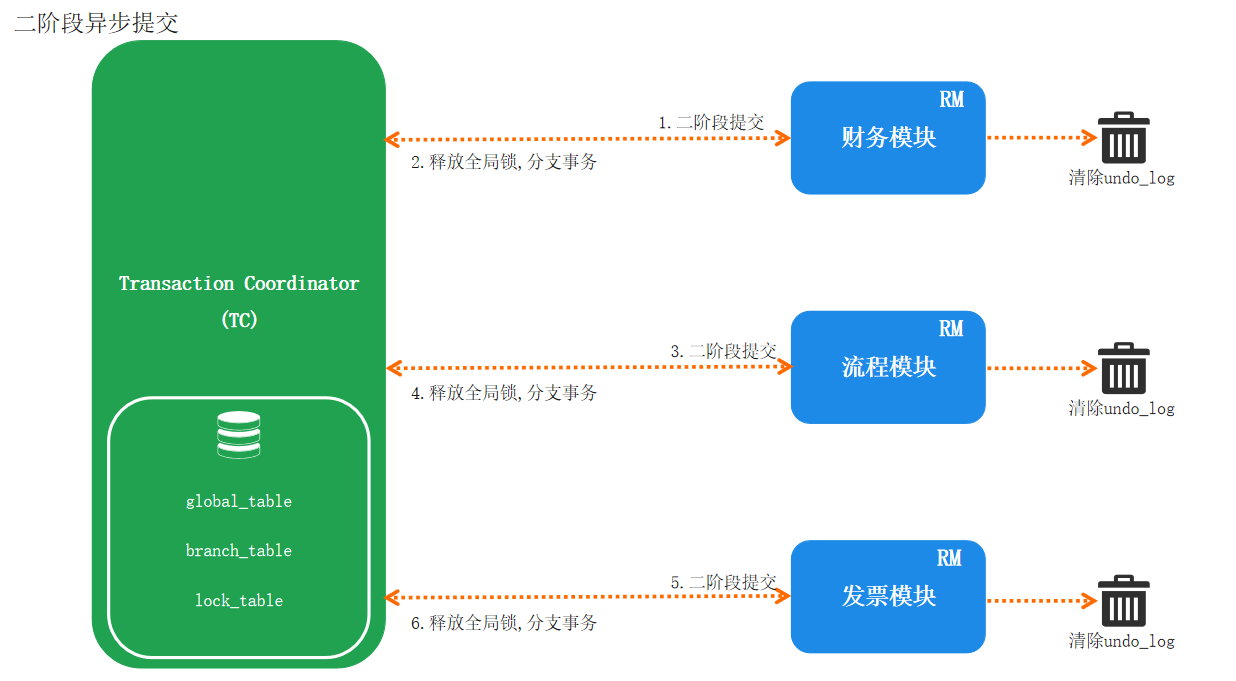 二阶段异步提交
RM
1.二阶段提交
财务模块
2.释放全局锁,分支事务
清除undo_log
Transaction Coordinator
(TC)
RM
3.二阶段提交
流程模块
4.释放全局锁,分支事务
清除undo_log
global_table
branch_table
lock_table
RM
5.二阶段提交
发票模块
6.释放全局锁,分支事务
清除undo_log